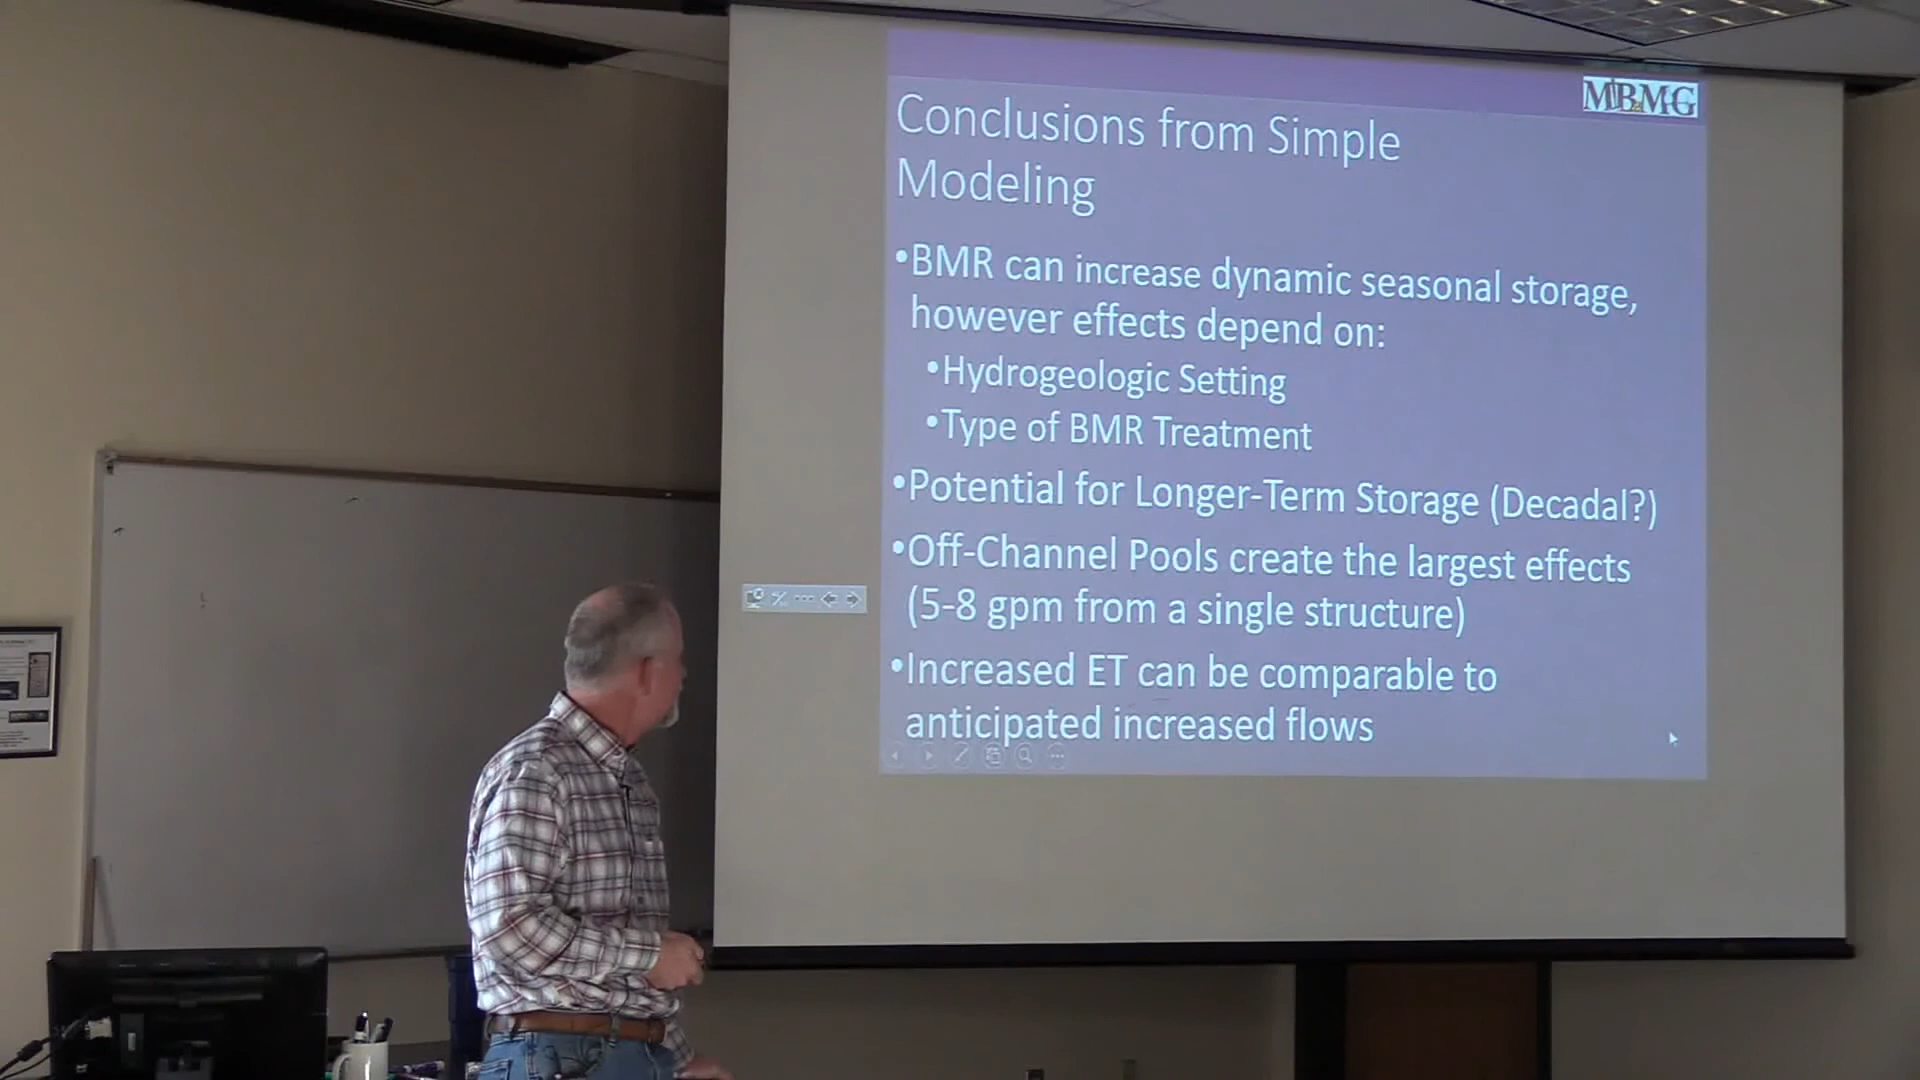 MBMG
Conclusions from Simple
Modeling
•BMR can increase dynamic seasonal storage,
however effects depend on:
•Hydrogeologic Setting
•Type of BMR Treatment
•Potential for Longer-Term Storage (Decadal?)
•Off-Channel Pools create the largest effects
(5-8 gpm from a single structure)
•Increased ET can be comparable to
anticipated increased flows